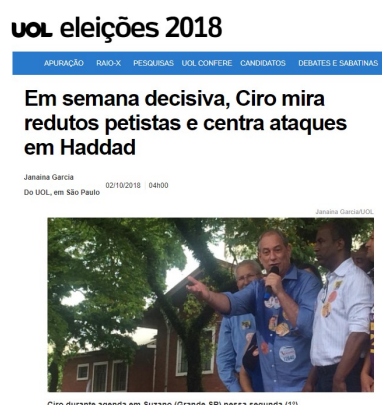 UOL eleições 2018
APURAÇÃO RAIO-X PESQUISAS UOL CONFERE CANDIDATOS DEBATES E SABATINAS
Em semana decisiva, Ciro mira
redutos petistas e centra ataques
em Haddad
Janaina Garcia
Do UOL, em São Paulo
02/10/2018 04h00
Janaina Garcia/UOL
Ciro durante agenda em Suzano (Grande SP) nessa segunda (1º)